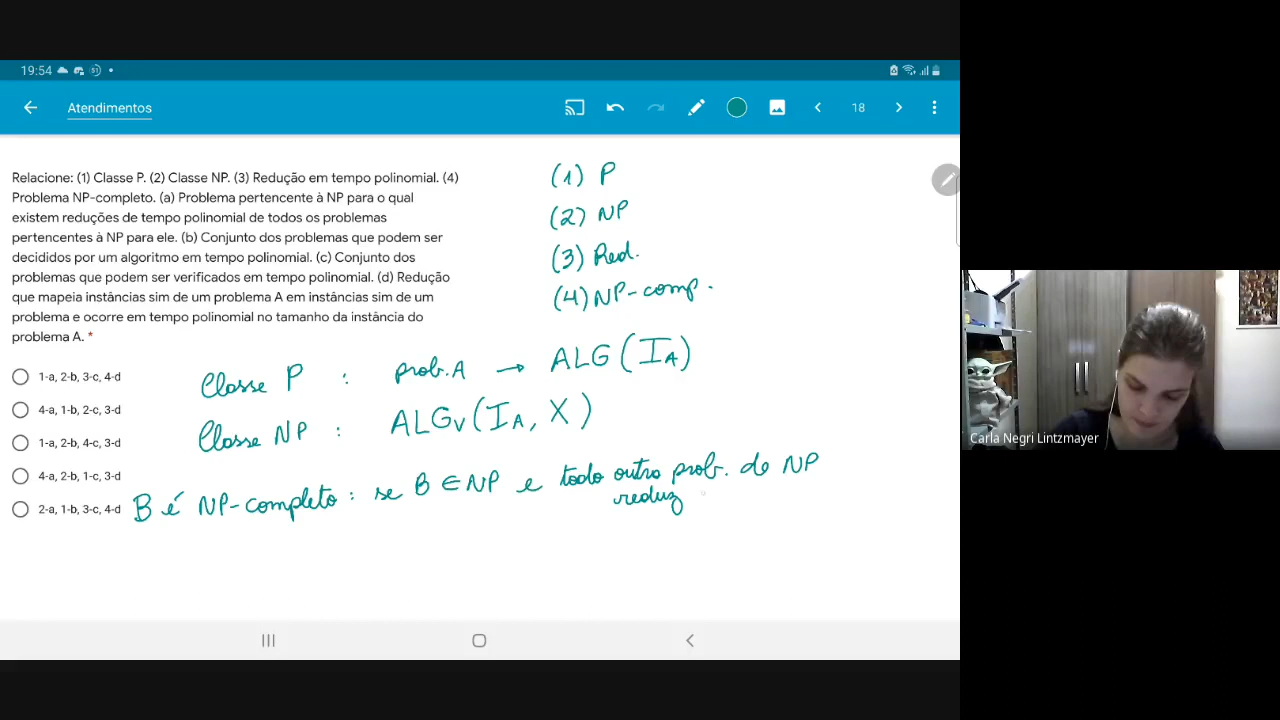 19:54
Atendimentos
18
Relacione: (1) Classe P. (2) Classe NP. (3) Redução em tempo polinomial. (4)
Problema NP-completo. (a) Problema pertencente à NP para o qual
existem reduções de tempo polinomial de todos os problemas
pertencentes à NP para ele. (b) Conjunto dos problemas que podem ser
decididos por um algoritmo em tempo polinomial. (c) Conjunto dos
problemas que podem ser verificados em tempo polinomial. (d) Redução
que mapeia instâncias sim de um problema A em instâncias sim de um
problema e ocorre em tempo polinomial no tamanho da instância do
problema A. *
(1) P
(2) NP
(3) Red.
(4) NP-comp.
1-a, 2-b, 3-c, 4-d
4-a, 1-b, 2-c, 3-d
1-a, 2-b, 4-c, 3-d
4-a, 2-b, 1-c, 3-d
2-a, 1-b, 3-c, 4-d
Classe P : prob. A → ALG (I_A)
Classe NP : ALG_v (I_A, X)
B é NP-completo: se B ∈ NP e todo outro prob. de NP
reduz
Carla Negri Lintzmayer